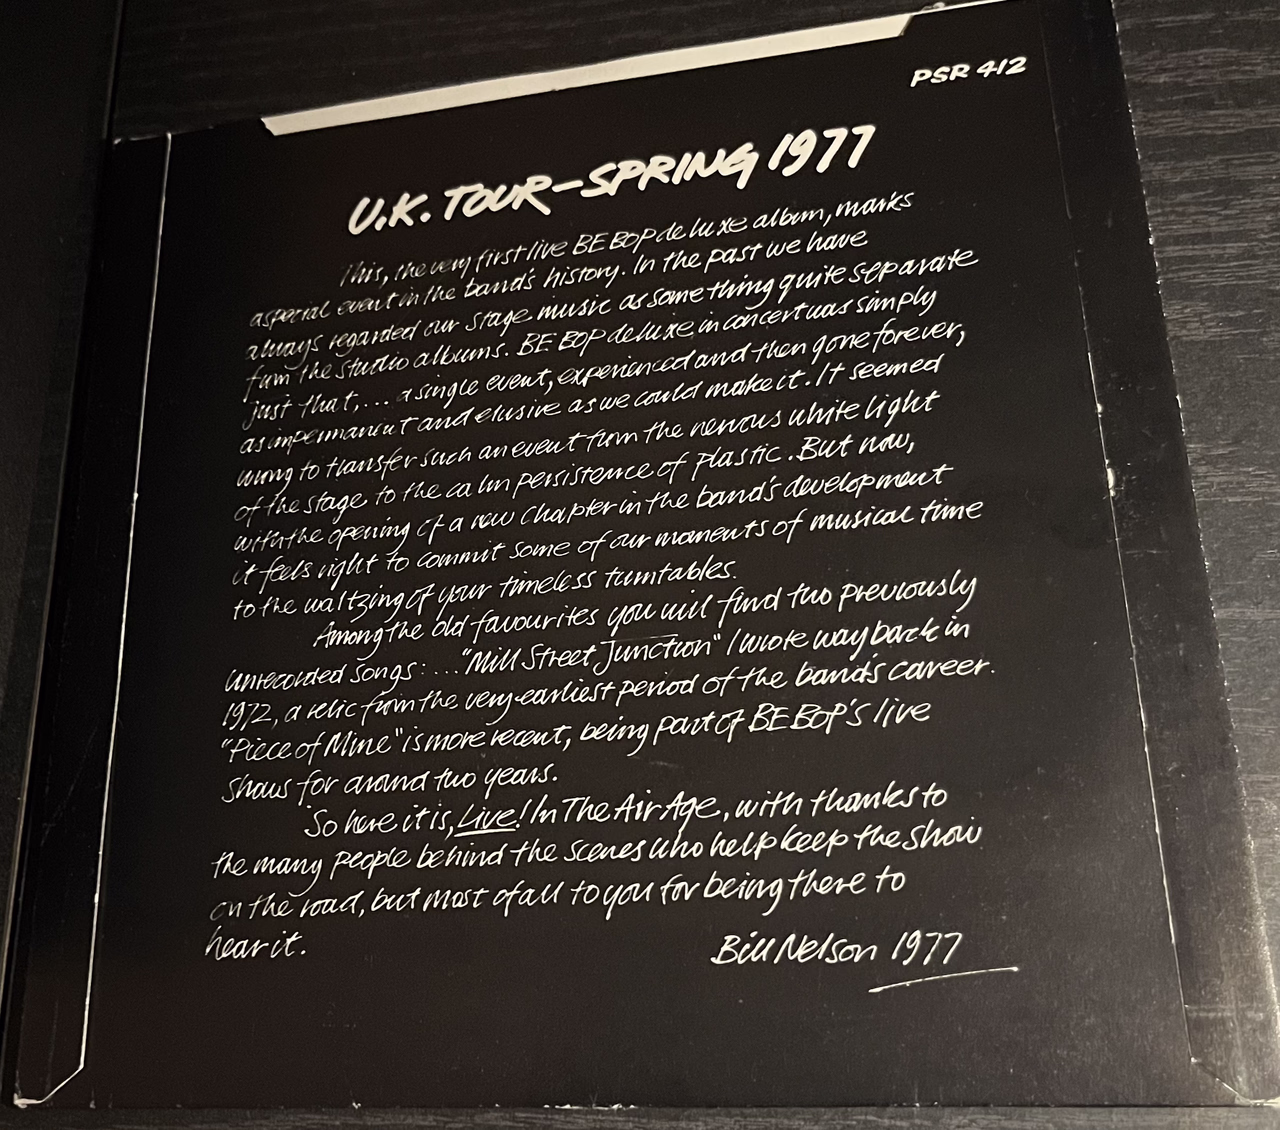 PSR 412
U.K. TOUR-SPRING 1977
This, the very first live BE BOP de luxe album, marks
a special event in the band's history. In the past we have
always regarded our stage music as something quite separate
from the studio albums. BE BOP deluxe in concert was simply
just that,... a single event, experienced and then gone forever,
as impermanent and elusive as we could make it. It seemed
wrong to transfer such an event from the nervous white light
of the stage to the calm persistence of plastic. But now,
with the opening of a new chapter in the band's development
it feels right to commit some of our moments of musical time
to the waltzing of your timeless turntables.
Among the old favourites you will find two previously
unrecorded songs:..."Mill Street Junction" I wrote way back in
1972, a relic from the very earliest period of the band's career.
"Piece of Mine" is more recent, being part of BE BOP's live
shows for around two years.
So here it is, Live! In The Air Age, with thanks to
the many people behind the scenes who help keep the show
on the road, but most of all to you for being there to
hear it.
Bill Nelson 1977